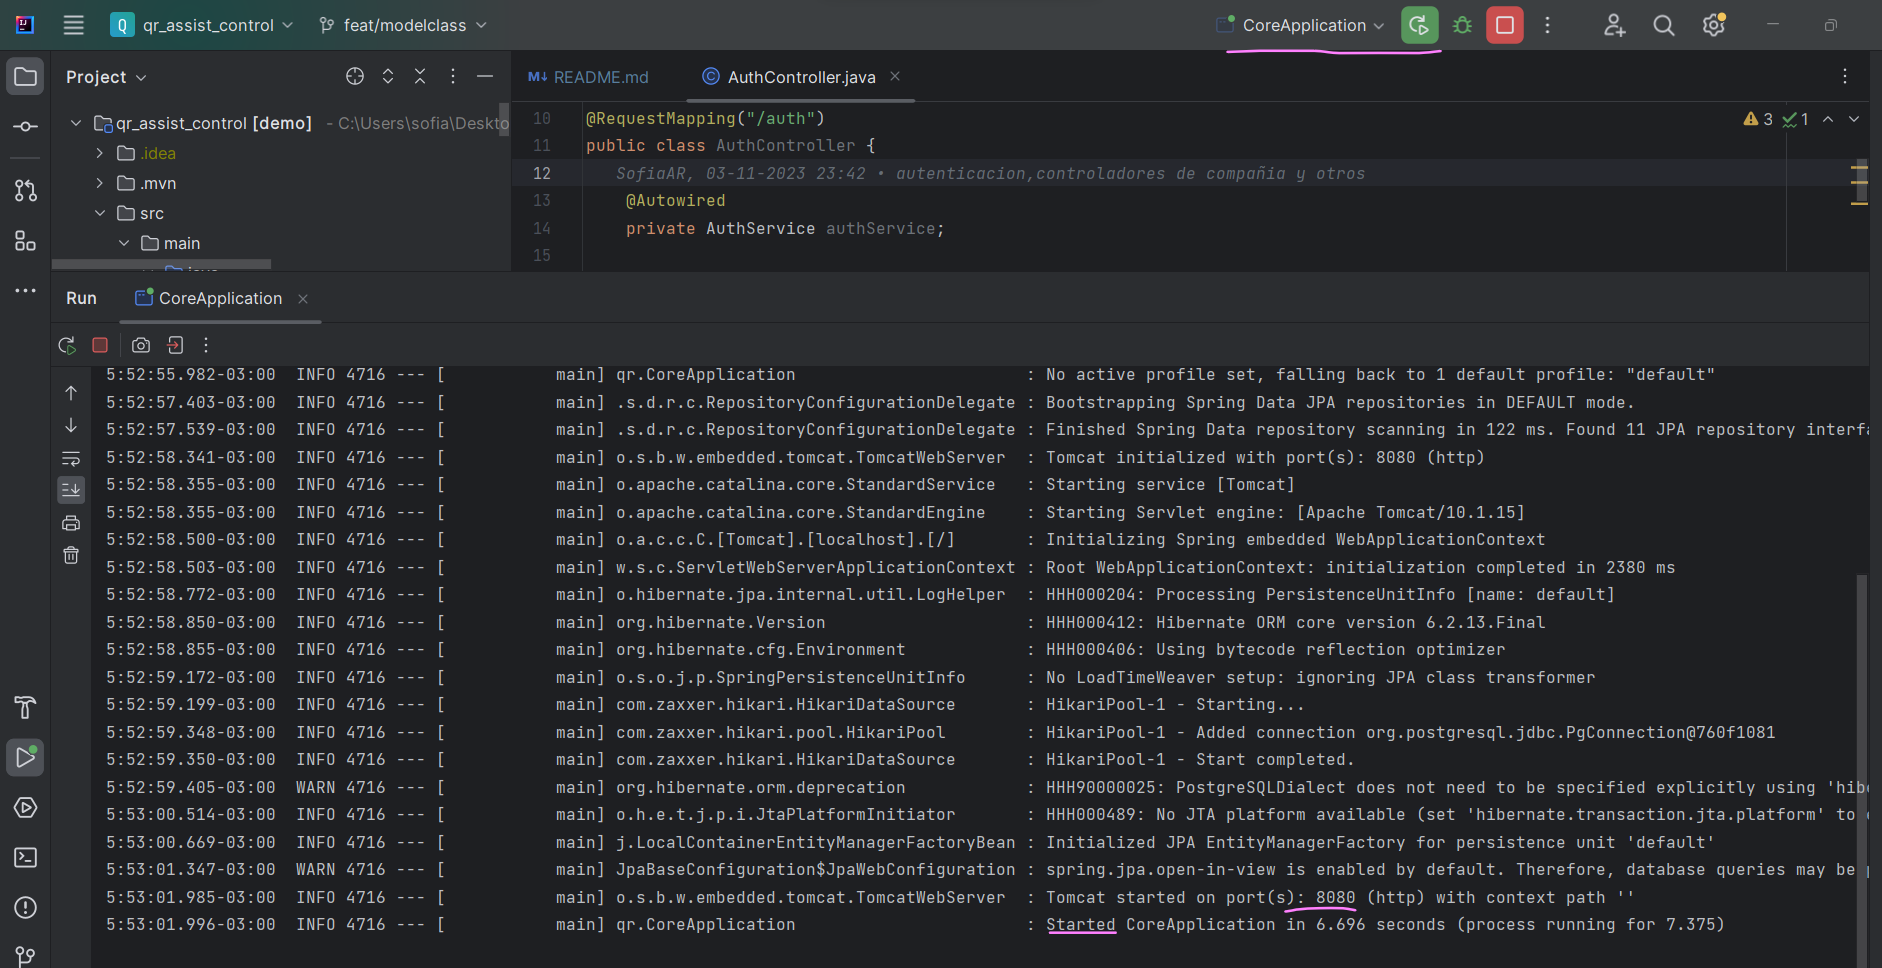 Q qr_assist_control feat/modelclass CoreApplication
Project README.md AuthController.java
qr_assist_control [demo] - C:\Users\sofia\Deskto
.idea
.mvn
src
main
10 @RequestMapping("/auth")
11 public class AuthController {
12 SofiaAR, 03-11-2023 23:42 • autenticacion,controladores de compañia y otros
13 @Autowired
14 private AuthService authService;
15
3 1
Run CoreApplication
5:52:55.982-03:00 INFO 4716 --- [ main] qr.CoreApplication : No active profile set, falling back to 1 default profile: "default"
5:52:57.403-03:00 INFO 4716 --- [ main] .s.d.r.c.RepositoryConfigurationDelegate : Bootstrapping Spring Data JPA repositories in DEFAULT mode.
5:52:57.539-03:00 INFO 4716 --- [ main] .s.d.r.c.RepositoryConfigurationDelegate : Finished Spring Data repository scanning in 122 ms. Found 11 JPA repository interfa
5:52:58.341-03:00 INFO 4716 --- [ main] o.s.b.w.embedded.tomcat.TomcatWebServer : Tomcat initialized with port(s): 8080 (http)
5:52:58.355-03:00 INFO 4716 --- [ main] o.apache.catalina.core.StandardService : Starting service [Tomcat]
5:52:58.355-03:00 INFO 4716 --- [ main] o.apache.catalina.core.StandardEngine : Starting Servlet engine: [Apache Tomcat/10.1.15]
5:52:58.500-03:00 INFO 4716 --- [ main] o.a.c.c.C.[Tomcat].[localhost].[/] : Initializing Spring embedded WebApplicationContext
5:52:58.503-03:00 INFO 4716 --- [ main] w.s.c.ServletWebServerApplicationContext : Root WebApplicationContext: initialization completed in 2380 ms
5:52:58.772-03:00 INFO 4716 --- [ main] o.hibernate.jpa.internal.util.LogHelper : HHH000204: Processing PersistenceUnitInfo [name: default]
5:52:58.850-03:00 INFO 4716 --- [ main] org.hibernate.Version : HHH000412: Hibernate ORM core version 6.2.13.Final
5:52:58.855-03:00 INFO 4716 --- [ main] org.hibernate.cfg.Environment : HHH000406: Using bytecode reflection optimizer
5:52:59.172-03:00 INFO 4716 --- [ main] o.s.o.j.p.SpringPersistenceUnitInfo : No LoadTimeWeaver setup: ignoring JPA class transformer
5:52:59.199-03:00 INFO 4716 --- [ main] com.zaxxer.hikari.HikariDataSource : HikariPool-1 - Starting...
5:52:59.348-03:00 INFO 4716 --- [ main] com.zaxxer.hikari.pool.HikariPool : HikariPool-1 - Added connection org.postgresql.jdbc.PgConnection@760f1081
5:52:59.350-03:00 INFO 4716 --- [ main] com.zaxxer.hikari.HikariDataSource : HikariPool-1 - Start completed.
5:52:59.405-03:00 WARN 4716 --- [ main] org.hibernate.orm.deprecation : HHH90000025: PostgreSQLDialect does not need to be specified explicitly using 'hibe
5:53:00.514-03:00 INFO 4716 --- [ main] o.h.e.t.j.p.i.JtaPlatformInitiator : HHH000489: No JTA platform available (set 'hibernate.transaction.jta.platform' to
5:53:00.669-03:00 INFO 4716 --- [ main] j.LocalContainerEntityManagerFactoryBean : Initialized JPA EntityManagerFactory for persistence unit 'default'
5:53:01.347-03:00 WARN 4716 --- [ main] JpaBaseConfiguration$JpaWebConfiguration : spring.jpa.open-in-view is enabled by default. Therefore, database queries may be
5:53:01.985-03:00 INFO 4716 --- [ main] o.s.b.w.embedded.tomcat.TomcatWebServer : Tomcat started on port(s): 8080 (http) with context path ''
5:53:01.996-03:00 INFO 4716 --- [ main] qr.CoreApplication : Started CoreApplication in 6.696 seconds (process running for 7.375)